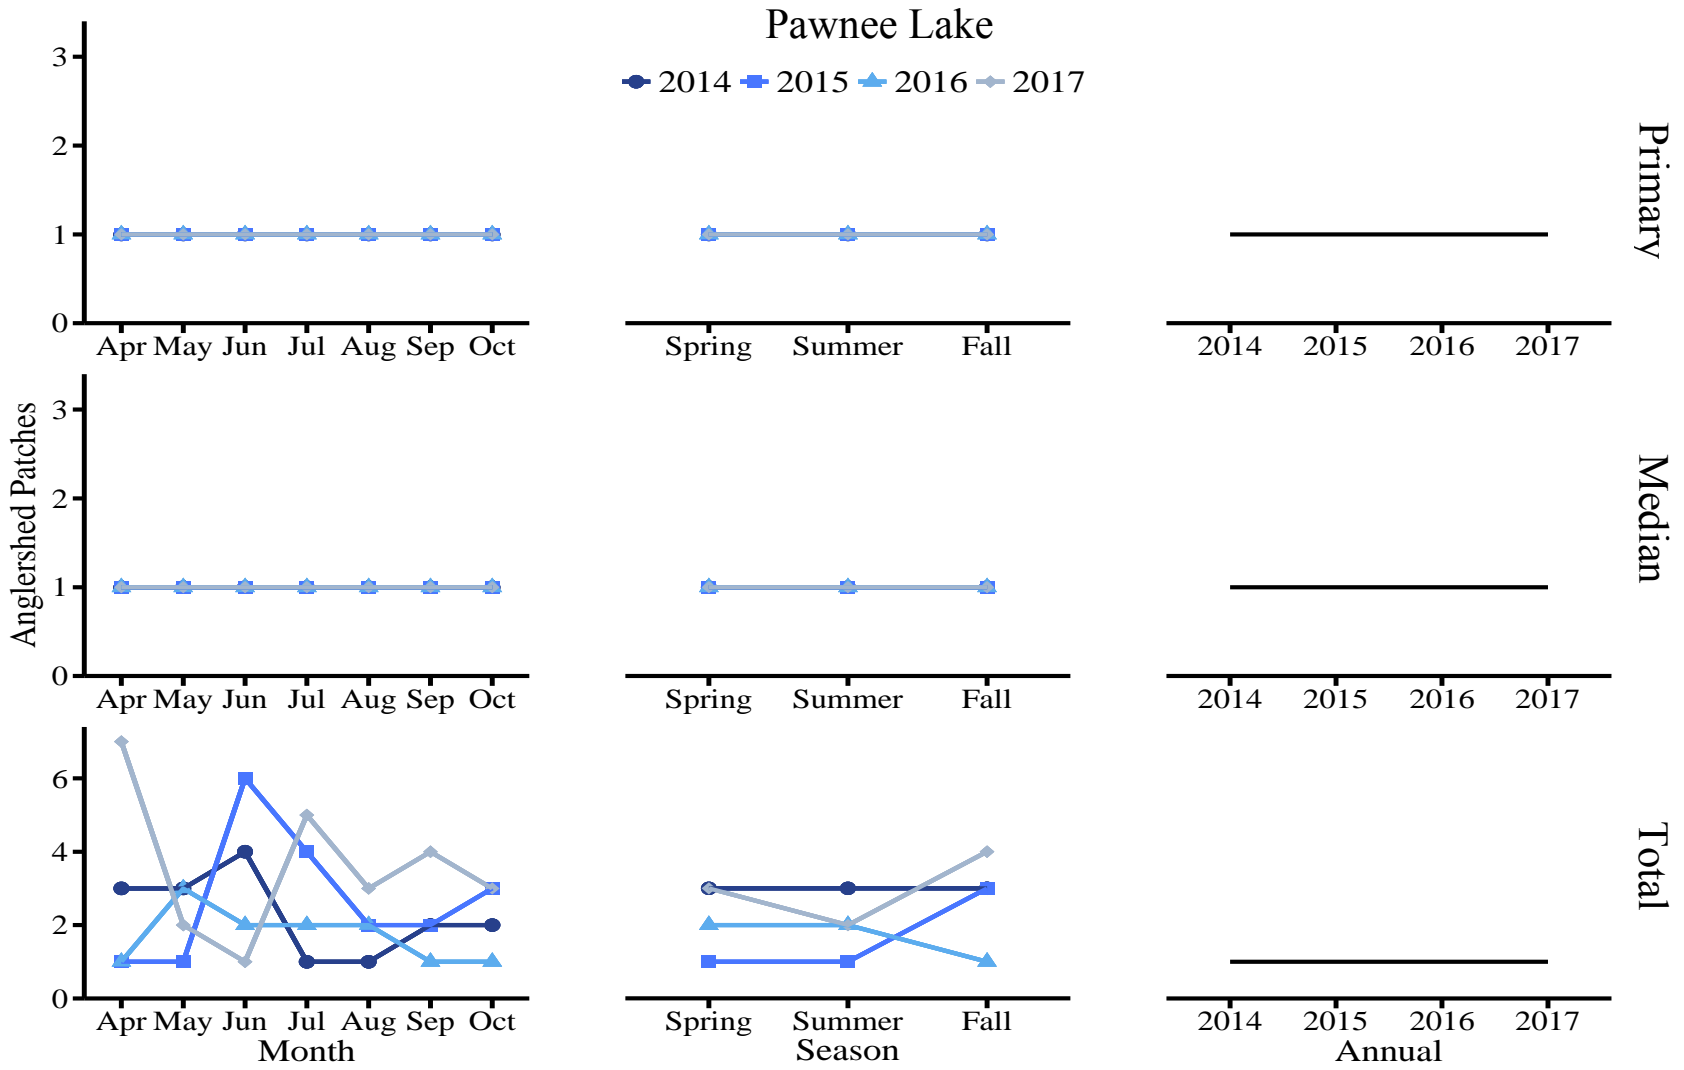 Pawnee Lake
2014 2015 2016 2017
3
2
1
0
Apr May Jun Jul Aug Sep Oct
Spring Summer Fall
2014 2015 2016 2017
Primary
Anglershed Patches
3
2
1
0
Apr May Jun Jul Aug Sep Oct
Spring Summer Fall
2014 2015 2016 2017
Median
6
4
2
0
Apr May Jun Jul Aug Sep Oct
Month
Spring Summer Fall
Season
2014 2015 2016 2017
Annual
Total